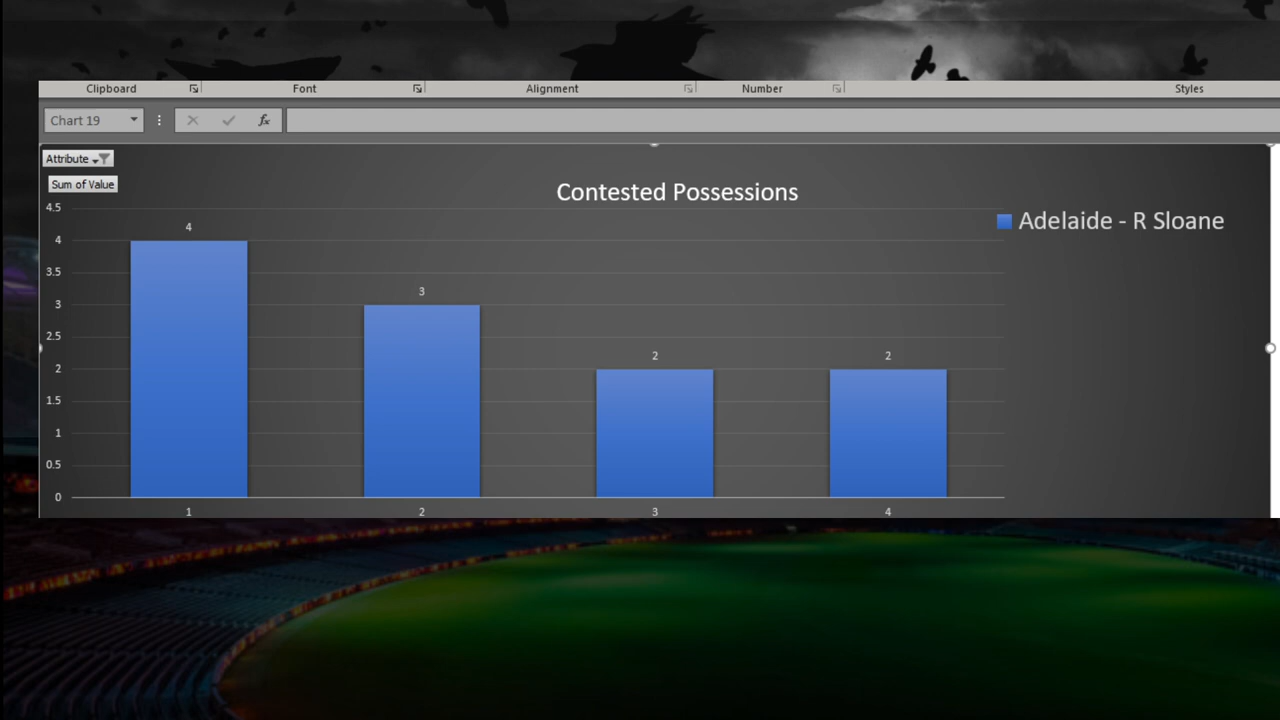 Clipboard Font Alignment Number Styles
Chart 19 fx
Attribute
Sum of Value
Contested Possessions
Adelaide - R Sloane
4.5
4
3.5
3
2.5
2
1.5
1
0.5
0
4 3 2 2
1 2 3 4